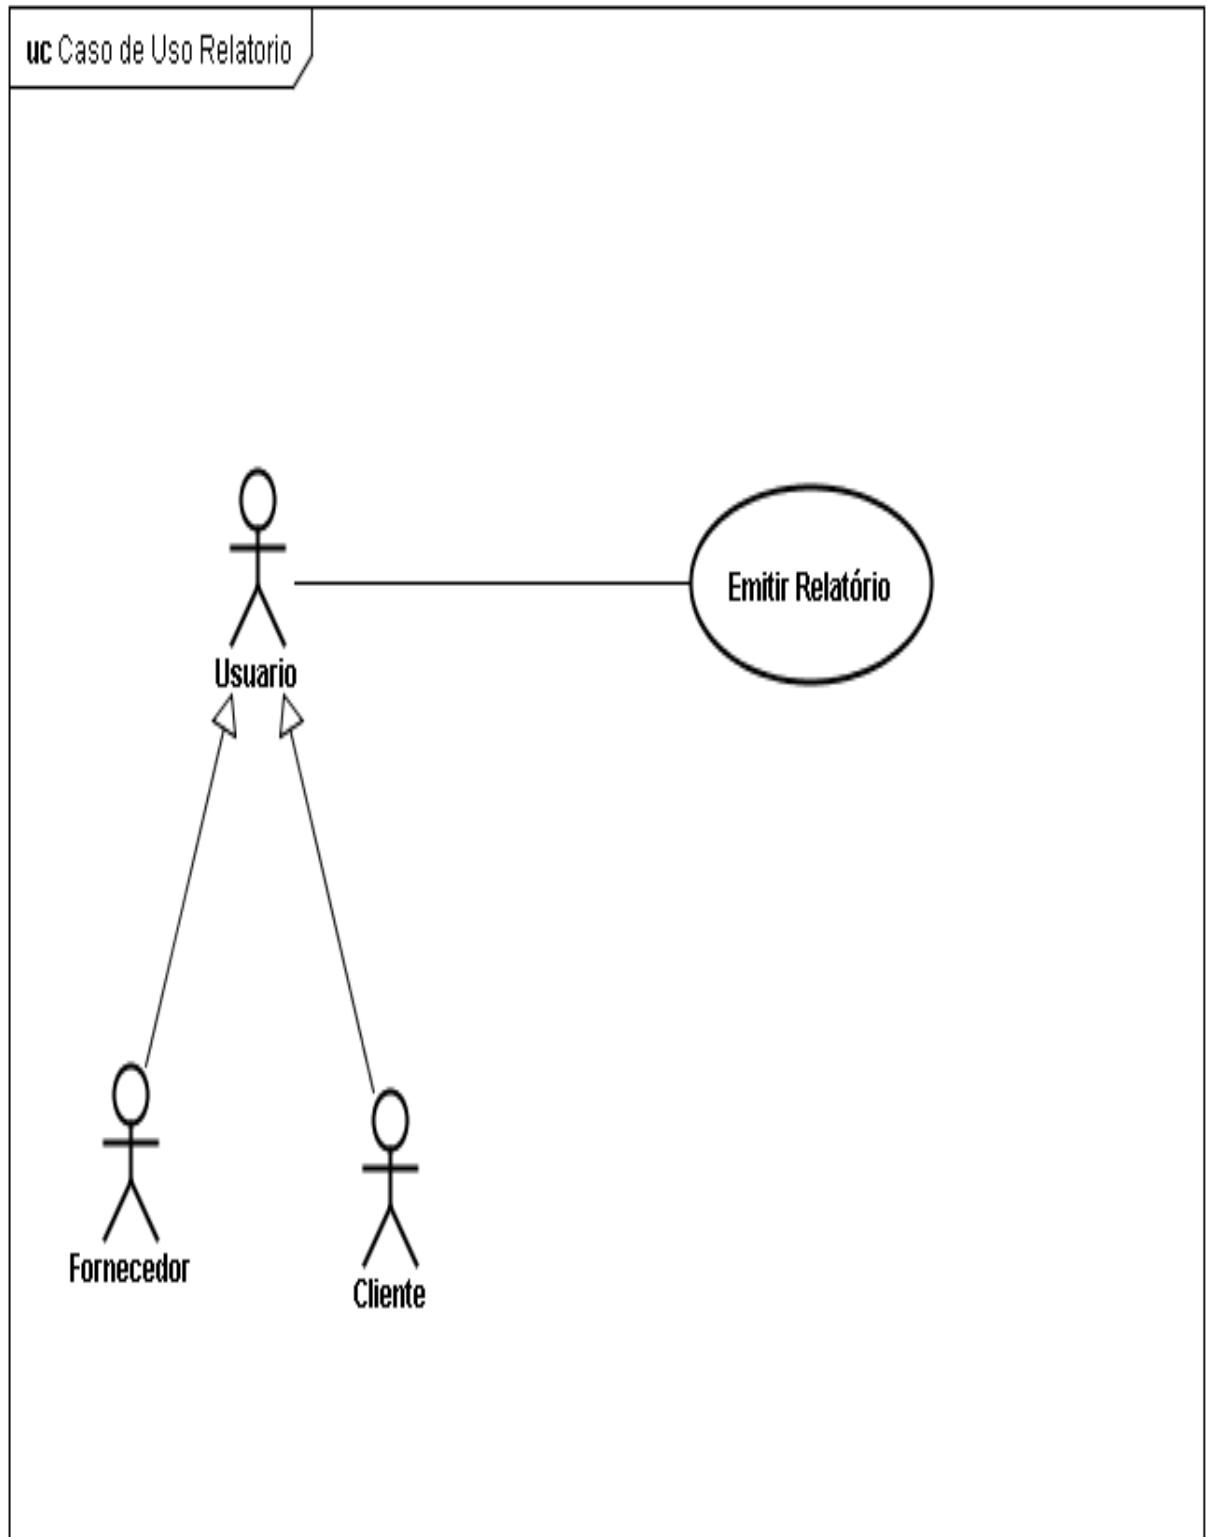 uc Caso de Uso Relatorio
Emitir Relatório
Usuario
Fornecedor
Cliente